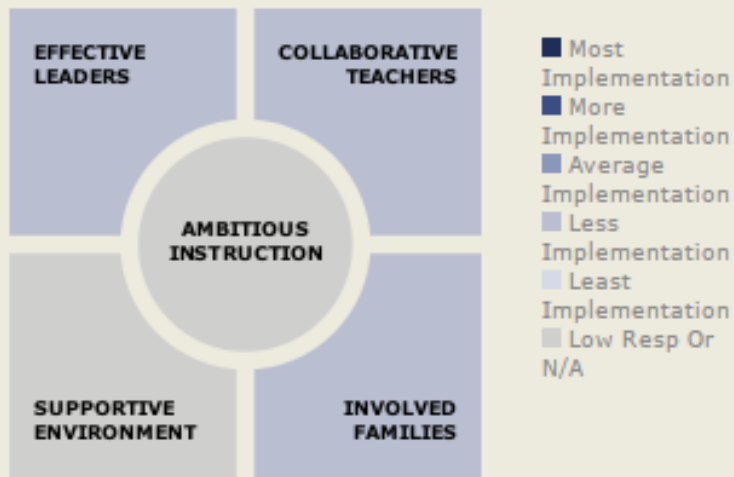 EFFECTIVE
LEADERS
COLLABORATIVE
TEACHERS
AMBITIOUS
INSTRUCTION
SUPPORTIVE
ENVIRONMENT
INVOLVED
FAMILIES
Most
Implementation
More
Implementation
Average
Implementation
Less
Implementation
Least
Implementation
Low Resp Or
N/A